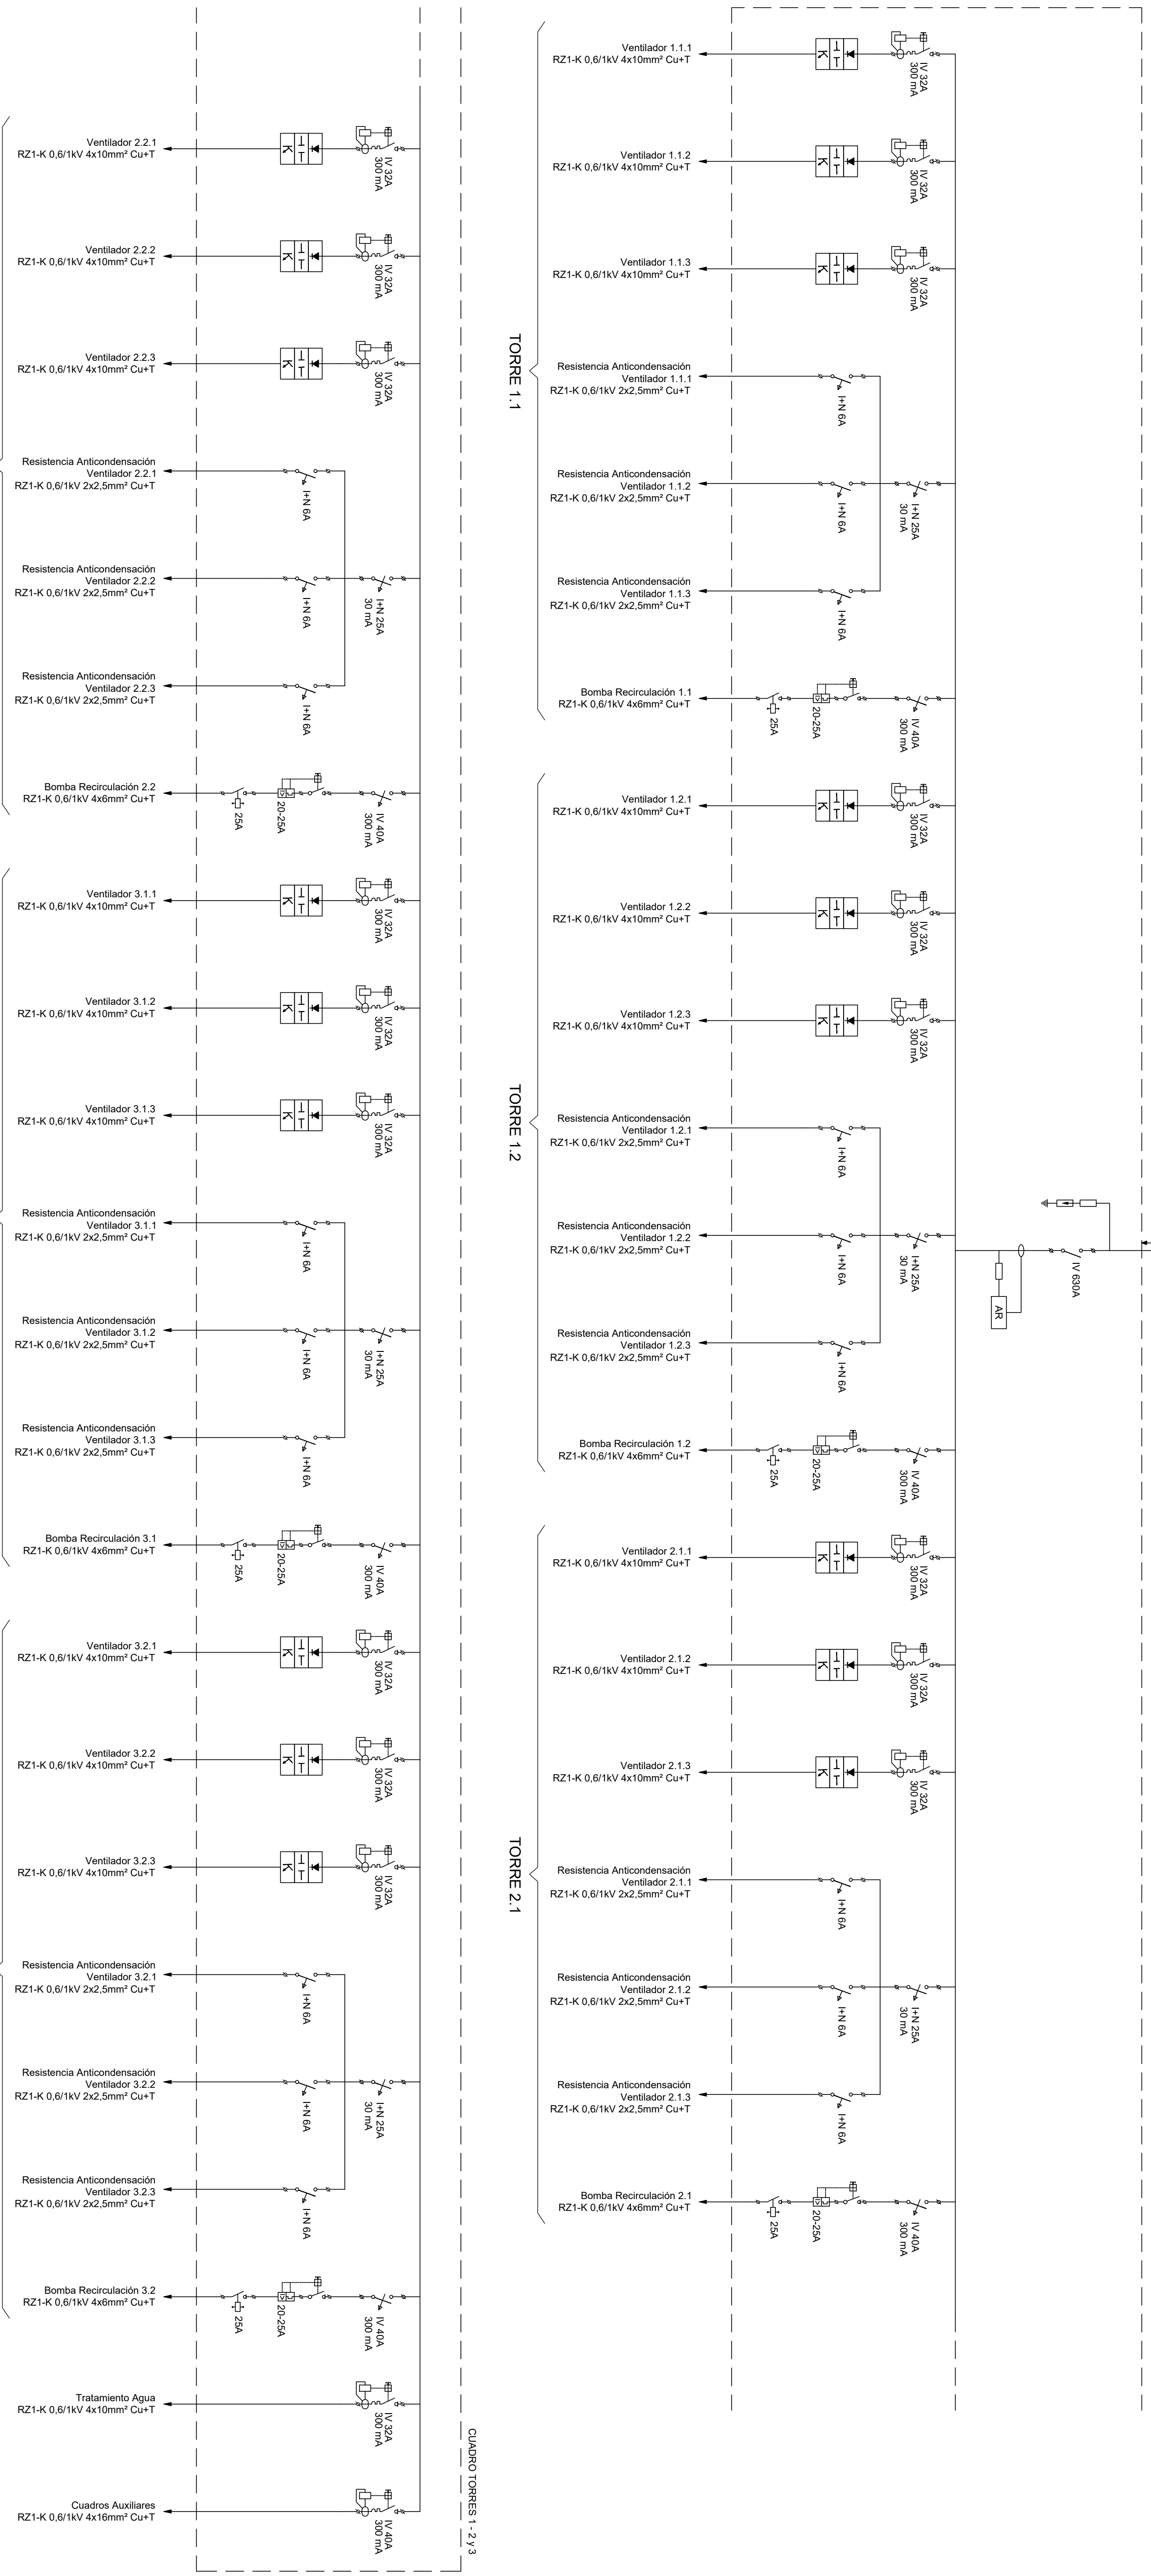 IV 630A
AR
TORRE 1.1
Ventilador 1.1.1
RZ1-K 0,6/1kV 4x10mm² Cu+T
IV 32A
300 mA
Ventilador 1.1.2
RZ1-K 0,6/1kV 4x10mm² Cu+T
IV 32A
300 mA
Ventilador 1.1.3
RZ1-K 0,6/1kV 4x10mm² Cu+T
IV 32A
300 mA
Resistencia Anticondensación
Ventilador 1.1.1
RZ1-K 0,6/1kV 2x2,5mm² Cu+T
I+N 6A
Resistencia Anticondensación
Ventilador 1.1.2
RZ1-K 0,6/1kV 2x2,5mm² Cu+T
I+N 6A
I+N 25A
30 mA
Resistencia Anticondensación
Ventilador 1.1.3
RZ1-K 0,6/1kV 2x2,5mm² Cu+T
I+N 6A
Bomba Recirculación 1.1
RZ1-K 0,6/1kV 4x6mm² Cu+T
25A
20-25A
IV 40A
300 mA
TORRE 1.2
Ventilador 1.2.1
RZ1-K 0,6/1kV 4x10mm² Cu+T
IV 32A
300 mA
Ventilador 1.2.2
RZ1-K 0,6/1kV 4x10mm² Cu+T
IV 32A
300 mA
Ventilador 1.2.3
RZ1-K 0,6/1kV 4x10mm² Cu+T
IV 32A
300 mA
Resistencia Anticondensación
Ventilador 1.2.1
RZ1-K 0,6/1kV 2x2,5mm² Cu+T
I+N 6A
Resistencia Anticondensación
Ventilador 1.2.2
RZ1-K 0,6/1kV 2x2,5mm² Cu+T
I+N 6A
I+N 25A
30 mA
Resistencia Anticondensación
Ventilador 1.2.3
RZ1-K 0,6/1kV 2x2,5mm² Cu+T
I+N 6A
Bomba Recirculación 1.2
RZ1-K 0,6/1kV 4x6mm² Cu+T
25A
20-25A
IV 40A
300 mA
TORRE 2.1
Ventilador 2.1.1
RZ1-K 0,6/1kV 4x10mm² Cu+T
IV 32A
300 mA
Ventilador 2.1.2
RZ1-K 0,6/1kV 4x10mm² Cu+T
IV 32A
300 mA
Ventilador 2.1.3
RZ1-K 0,6/1kV 4x10mm² Cu+T
IV 32A
300 mA
Resistencia Anticondensación
Ventilador 2.1.1
RZ1-K 0,6/1kV 2x2,5mm² Cu+T
I+N 6A
Resistencia Anticondensación
Ventilador 2.1.2
RZ1-K 0,6/1kV 2x2,5mm² Cu+T
I+N 6A
I+N 25A
30 mA
Resistencia Anticondensación
Ventilador 2.1.3
RZ1-K 0,6/1kV 2x2,5mm² Cu+T
I+N 6A
Bomba Recirculación 2.1
RZ1-K 0,6/1kV 4x6mm² Cu+T
25A
20-25A
IV 40A
300 mA
Ventilador 2.2.1
RZ1-K 0,6/1kV 4x10mm² Cu+T
IV 32A
300 mA
Ventilador 2.2.2
RZ1-K 0,6/1kV 4x10mm² Cu+T
IV 32A
300 mA
Ventilador 2.2.3
RZ1-K 0,6/1kV 4x10mm² Cu+T
IV 32A
300 mA
Resistencia Anticondensación
Ventilador 2.2.1
RZ1-K 0,6/1kV 2x2,5mm² Cu+T
I+N 6A
Resistencia Anticondensación
Ventilador 2.2.2
RZ1-K 0,6/1kV 2x2,5mm² Cu+T
I+N 6A
I+N 25A
30 mA
Resistencia Anticondensación
Ventilador 2.2.3
RZ1-K 0,6/1kV 2x2,5mm² Cu+T
I+N 6A
Bomba Recirculación 2.2
RZ1-K 0,6/1kV 4x6mm² Cu+T
25A
20-25A
IV 40A
300 mA
Ventilador 3.1.1
RZ1-K 0,6/1kV 4x10mm² Cu+T
IV 32A
300 mA
Ventilador 3.1.2
RZ1-K 0,6/1kV 4x10mm² Cu+T
IV 32A
300 mA
Ventilador 3.1.3
RZ1-K 0,6/1kV 4x10mm² Cu+T
IV 32A
300 mA
Resistencia Anticondensación
Ventilador 3.1.1
RZ1-K 0,6/1kV 2x2,5mm² Cu+T
I+N 6A
Resistencia Anticondensación
Ventilador 3.1.2
RZ1-K 0,6/1kV 2x2,5mm² Cu+T
I+N 6A
I+N 25A
30 mA
Resistencia Anticondensación
Ventilador 3.1.3
RZ1-K 0,6/1kV 2x2,5mm² Cu+T
I+N 6A
Bomba Recirculación 3.1
RZ1-K 0,6/1kV 4x6mm² Cu+T
25A
20-25A
IV 40A
300 mA
Ventilador 3.2.1
RZ1-K 0,6/1kV 4x10mm² Cu+T
IV 32A
300 mA
Ventilador 3.2.2
RZ1-K 0,6/1kV 4x10mm² Cu+T
IV 32A
300 mA
Ventilador 3.2.3
RZ1-K 0,6/1kV 4x10mm² Cu+T
IV 32A
300 mA
Resistencia Anticondensación
Ventilador 3.2.1
RZ1-K 0,6/1kV 2x2,5mm² Cu+T
I+N 6A
Resistencia Anticondensación
Ventilador 3.2.2
RZ1-K 0,6/1kV 2x2,5mm² Cu+T
I+N 6A
I+N 25A
30 mA
Resistencia Anticondensación
Ventilador 3.2.3
RZ1-K 0,6/1kV 2x2,5mm² Cu+T
I+N 6A
Bomba Recirculación 3.2
RZ1-K 0,6/1kV 4x6mm² Cu+T
25A
20-25A
IV 40A
300 mA
Tratamiento Agua
RZ1-K 0,6/1kV 4x10mm² Cu+T
IV 32A
300 mA
Cuadros Auxiliares
RZ1-K 0,6/1kV 4x16mm² Cu+T
IV 40A
300 mA
CUADRO TORRES 1 - 2 y 3